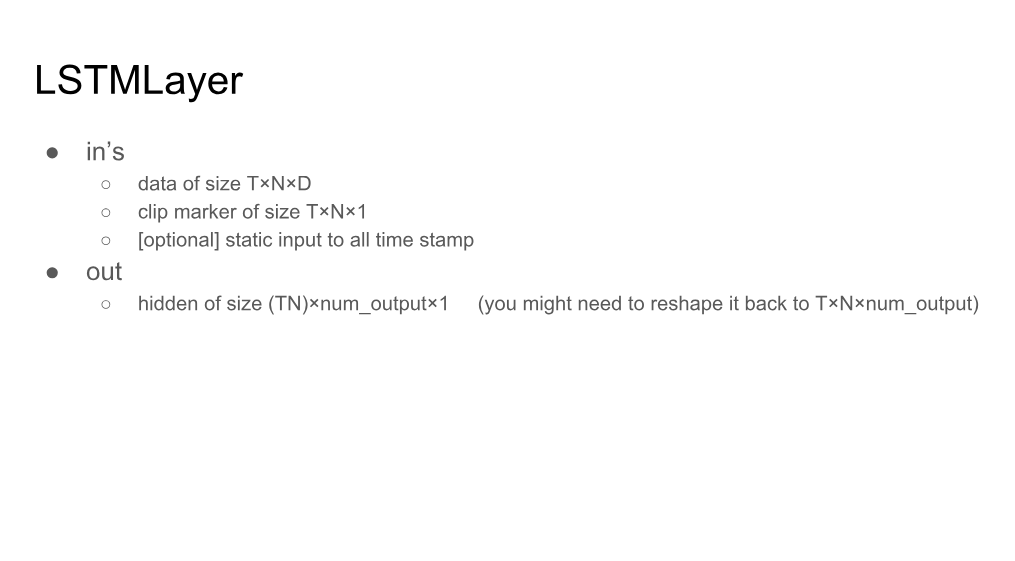 LSTMLayer
● in’s
○ data of size T×N×D
○ clip marker of size T×N×1
○ [optional] static input to all time stamp
● out
○ hidden of size (TN)×num_output×1 (you might need to reshape it back to T×N×num_output)